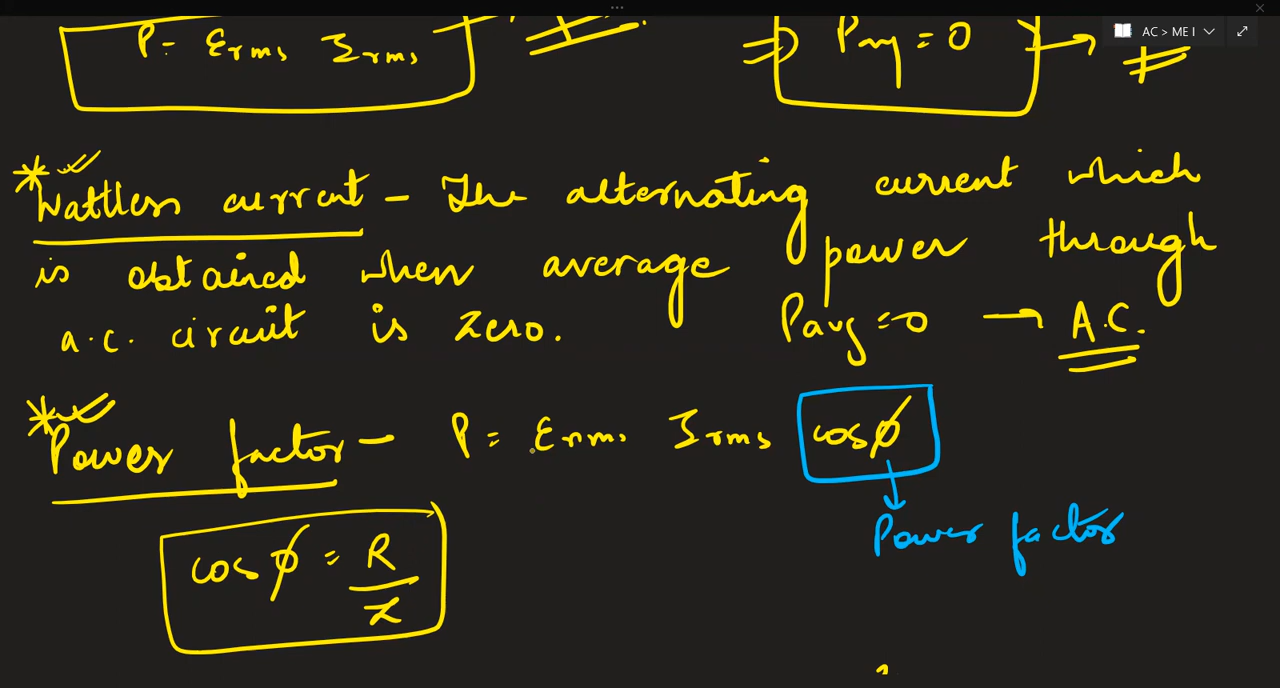 AC > ME I
P = Erms Irms
Pav = 0
Wattless current - The alternating current which
is obtained when average power through
a.c. circuit is zero. Pavg = 0 → A.C.
Power factor - P = Erms Irms cosϕ
Power factor
cosϕ = R/Z